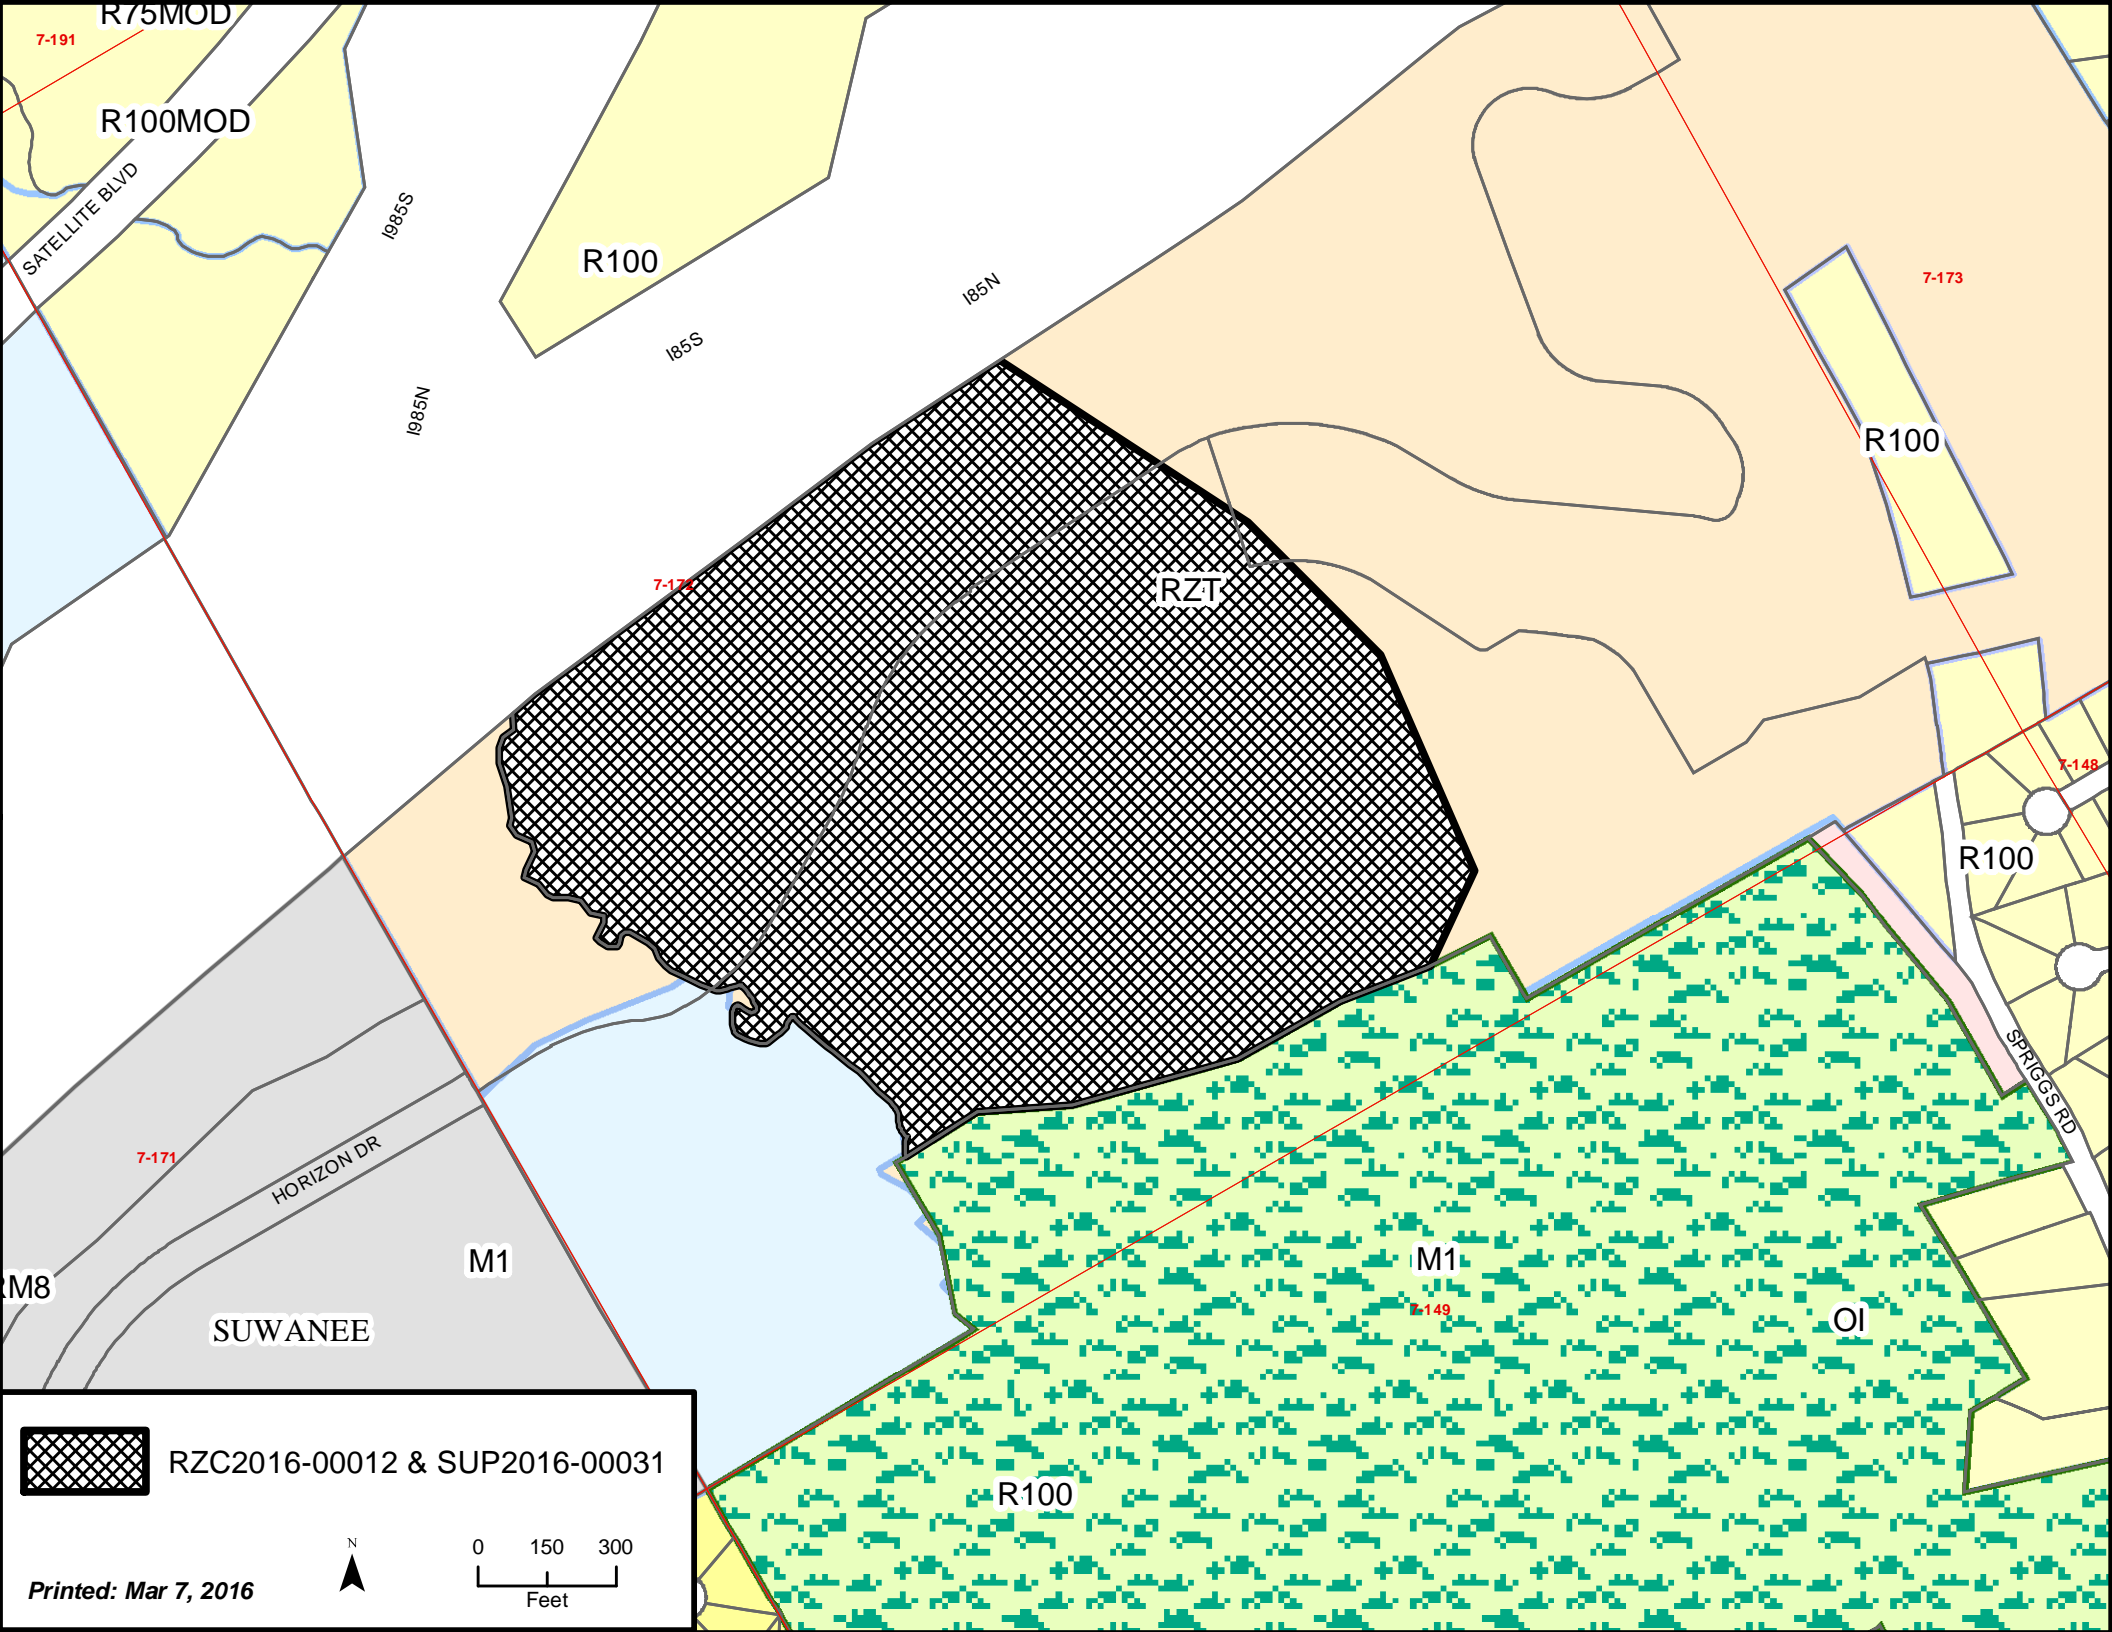 R75MOD
7-191
R100MOD
SATELLITE BLVD
I985S
R100
I85N
I85S
I985N
7-173
R100
7-172
RZT
7-148
R100
SPRIGGS RD
7-171
HORIZON DR
M1
M1
7-149
RM8
SUWANEE
OI
R100
RZC2016-00012 & SUP2016-00031
N
0 150 300
Feet
Printed: Mar 7, 2016